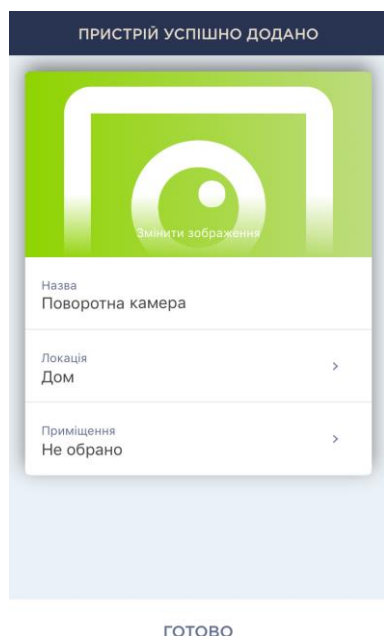 ПРИСТРІЙ УСПІШНО ДОДАНО
Змінити зображення
Назва
Поворотна камера
Локація
Дом
Приміщення
Не обрано
ГОТОВО